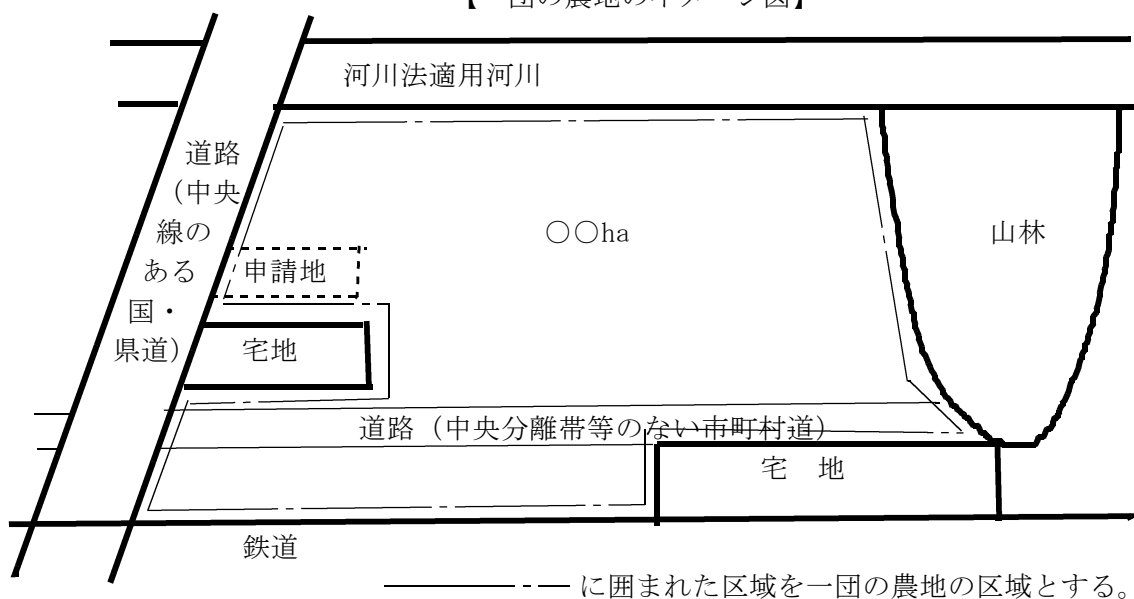 の農地のイメージ図】
河川法適用河川
道路
(中央
線の
ある
国・
県道)
○○ha
山林
申請地
宅地
道路(中央分離帯等のない市町村道)
宅 地
鉄道
に囲まれた区域を一団の農地の区域とする。